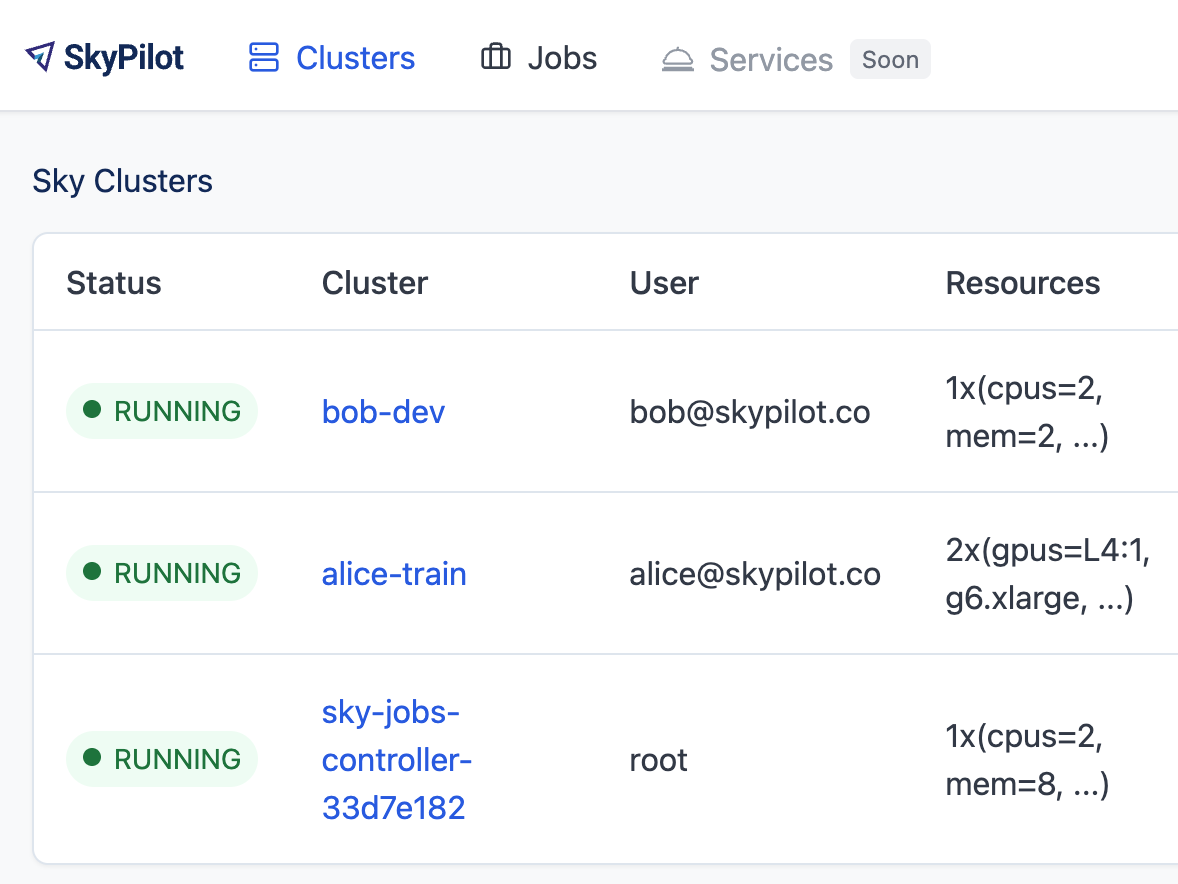 SkyPilot Clusters Jobs Services Soon
Sky Clusters
Status Cluster User Resources
RUNNING bob-dev bob@skypilot.co 1x(cpus=2,
mem=2, ...)
RUNNING alice-train alice@skypilot.co 2x(gpus=L4:1,
g6.xlarge, ...)
RUNNING sky-jobs-
controller-
33d7e182 root 1x(cpus=2,
mem=8, ...)